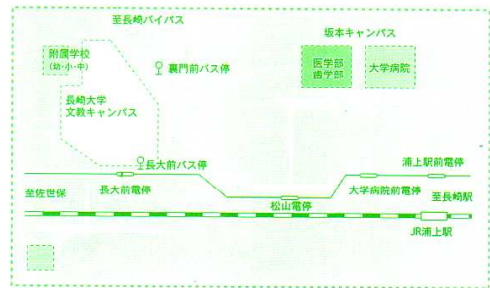 至長崎バイパス
坂本キャンパス
附属学校
(幼・小・中)
裏門前バス停
医学部
歯学部
大学病院
長崎大学
文教キャンパス
長大前バス停
浦上駅前電停
至佐世保
長大前電停
松山電停
大学病院前電停
至長崎駅
JR浦上駅